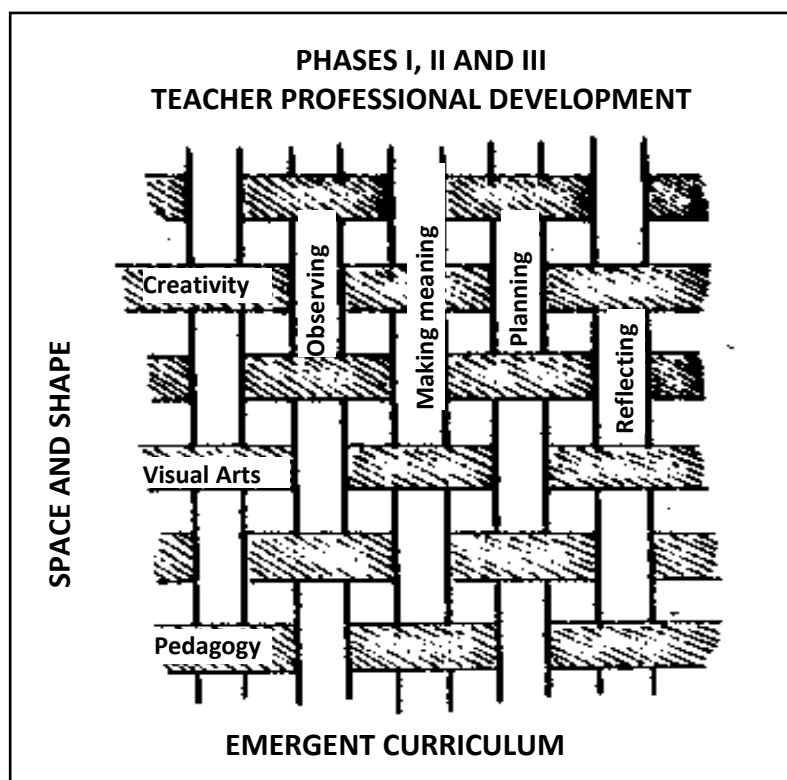 PHASES I, II AND III
TEACHER PROFESSIONAL DEVELOPMENT
SPACE AND SHAPE
Creativity
Visual Arts
Pedagogy
Observing
Making meaning
Planning
Reflecting
EMERGENT CURRICULUM